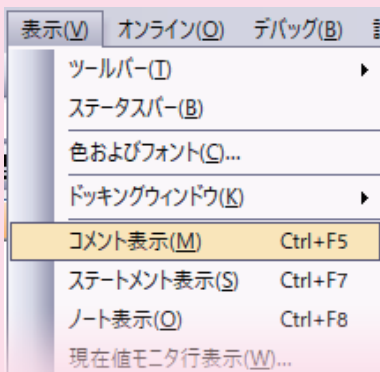 表示(V) オンライン(O) デバッグ(B)
ツールバー(T)
ステータスバー(B)
色およびフォント(C)...
ドッキングウィンドウ(K)
コメント表示(M) Ctrl+F5
ステートメント表示(S) Ctrl+F7
ノート表示(O) Ctrl+F8
現在値モニタ行表示(W)...